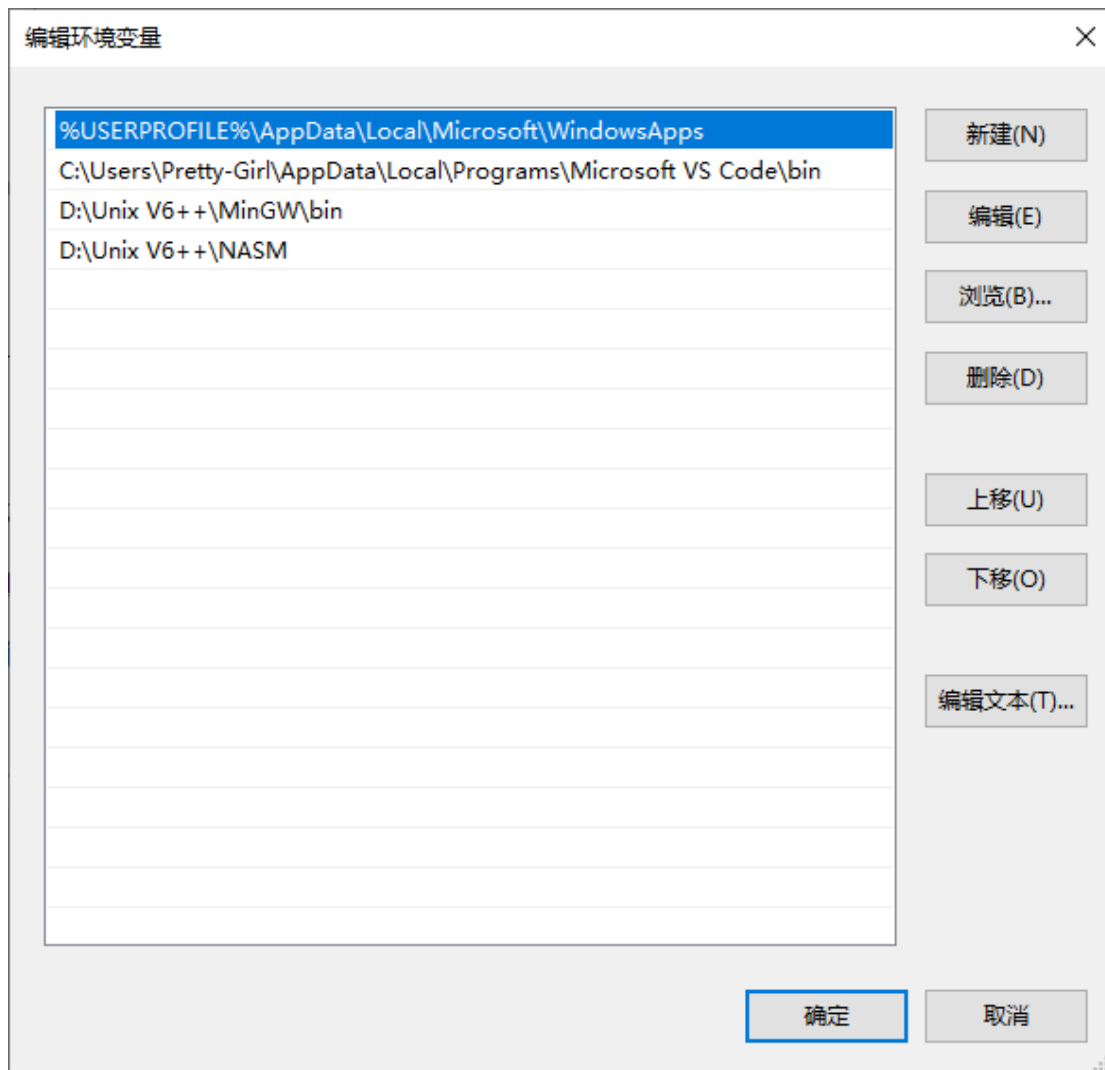 编辑环境变量
%USERPROFILE%\AppData\Local\Microsoft\WindowsApps
C:\Users\Pretty-Girl\AppData\Local\Programs\Microsoft VS Code\bin
D:\Unix V6++\MinGW\bin
D:\Unix V6++\NASM
新建(N)
编辑(E)
浏览(B)...
删除(D)
上移(U)
下移(O)
编辑文本(T)...
确定
取消